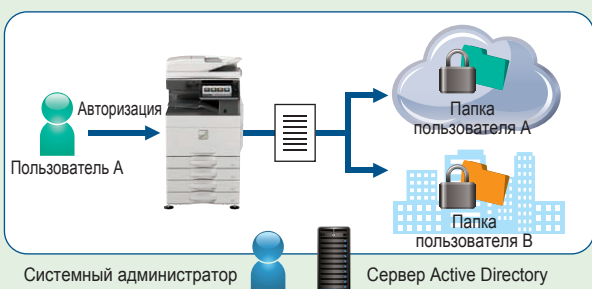 Авторизация
Пользователь А
Папка
пользователя А
Папка
пользователя В
Системный администратор
Сервер Active Directory